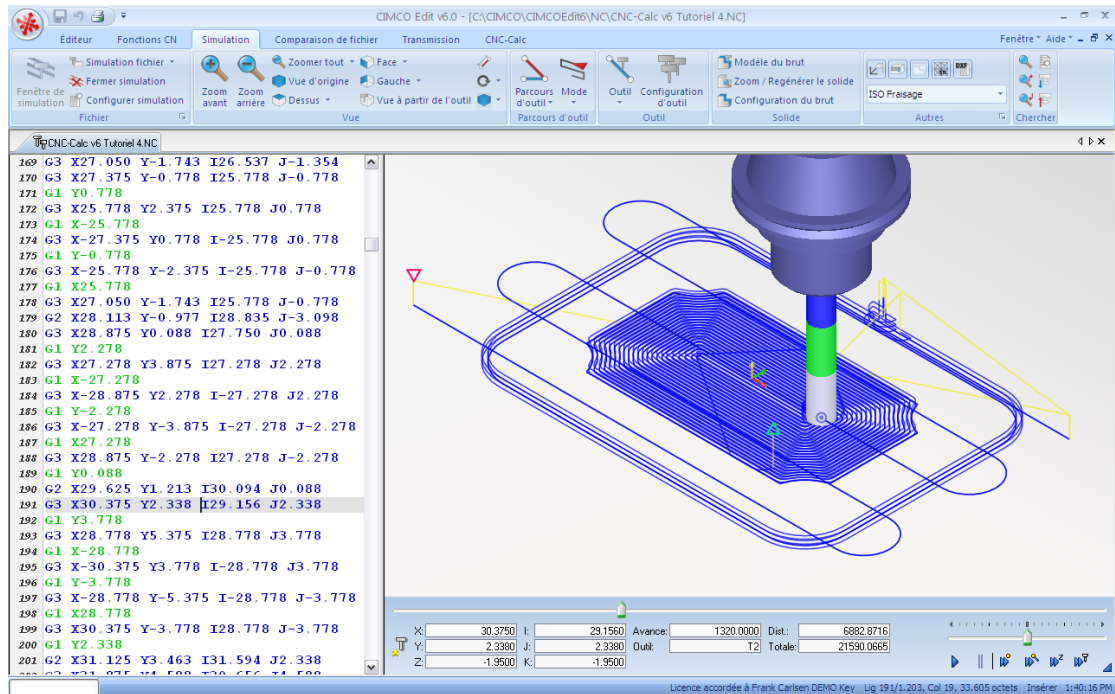 CIMCO Edit v6.0 - [C:\CIMCO\CIMCOEdit6\NC\CNC-Calc v6 Tutoriel 4.NC]
Éditeur Fonctions CN Simulation Comparaison de fichier Transmission CNC-Calc Fenêtre Aide
Fenêtre de simulation
Simulation fichier
Fermer simulation
Configurer simulation
Fichier
Zoom avant
Zoom arrière
Zoomer tout
Vue d'origine
Dessus
Face
Gauche
Vue à partir de l'outil
Vue
Parcours d'outil
Mode
Parcours d'outil
Outil
Configuration d'outil
Outil
Modèle du brut
Zoom / Regénérer le solide
Configuration du brut
Solide
DXF
ISO Fraisage
Autres
Chercher
CNC-Calc v6 Tutoriel 4.NC
169 G3 X27.050 Y-1.743 I26.537 J-1.354
170 G3 X27.375 Y-0.778 I25.778 J-0.778
171 G1 Y0.778
172 G3 X25.778 Y2.375 I25.778 J0.778
173 G1 X-25.778
174 G3 X-27.375 Y0.778 I-25.778 J0.778
175 G1 Y-0.778
176 G3 X-25.778 Y-2.375 I-25.778 J-0.778
177 G1 X25.778
178 G3 X27.050 Y-1.743 I25.778 J-0.778
179 G2 X28.113 Y-0.977 I28.835 J-3.098
180 G3 X28.875 Y0.088 I27.750 J0.088
181 G1 Y2.278
182 G3 X27.278 Y3.875 I27.278 J2.278
183 G1 X-27.278
184 G3 X-28.875 Y2.278 I-27.278 J2.278
185 G1 Y-2.278
186 G3 X-27.278 Y-3.875 I-27.278 J-2.278
187 G1 X27.278
188 G3 X28.875 Y-2.278 I27.278 J-2.278
189 G1 Y0.088
190 G2 X29.625 Y1.213 I30.094 J0.088
191 G3 X30.375 Y2.338 I29.156 J2.338
192 G1 Y3.778
193 G3 X28.778 Y5.375 I28.778 J3.778
194 G1 X-28.778
195 G3 X-30.375 Y3.778 I-28.778 J3.778
196 G1 Y-3.778
197 G3 X-28.778 Y-5.375 I-28.778 J-3.778
198 G1 X28.778
199 G3 X30.375 Y-3.778 I28.778 J-3.778
200 G1 Y2.338
201 G2 X31.125 Y3.463 I31.594 J2.338
X: 30.3750 I: 29.1560 Avance: 1320.0000 Dist.: 6882.8716
Y: 2.3380 J: 2.3380 Outil: T2 Totale: 21590.0665
Z: -1.9500 K: -1.9500
Licence accordée à Frank Carlsen DEMO Key Lig 191/1.203, Col 19, 33.605 octets Insérer 1:40:16 PM